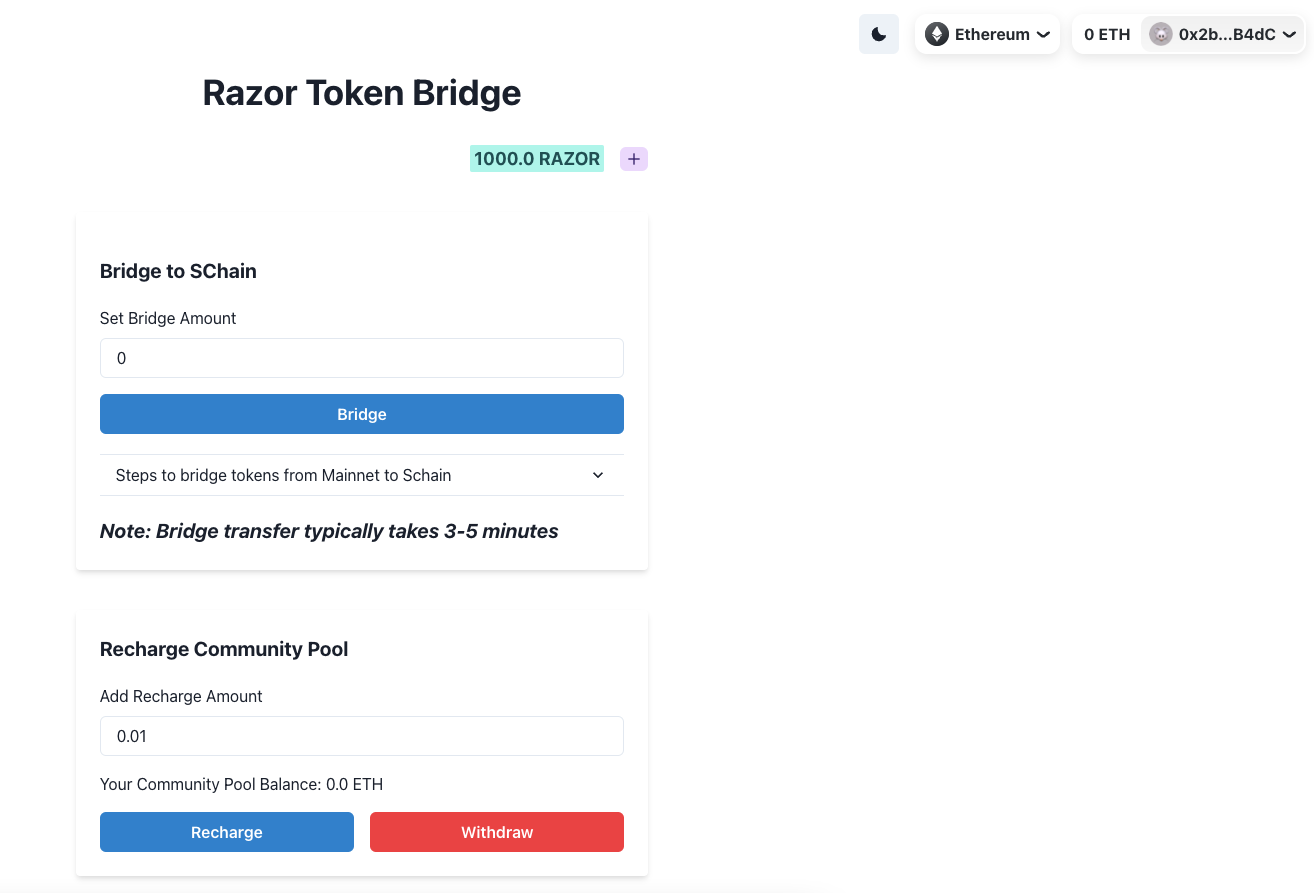 Ethereum
0 ETH
0x2b...B4dC
Razor Token Bridge
1000.0 RAZOR
+
Bridge to SChain
Set Bridge Amount
0
Bridge
Steps to bridge tokens from Mainnet to Schain
Note: Bridge transfer typically takes 3-5 minutes
Recharge Community Pool
Add Recharge Amount
0.01
Your Community Pool Balance: 0.0 ETH
Recharge
Withdraw